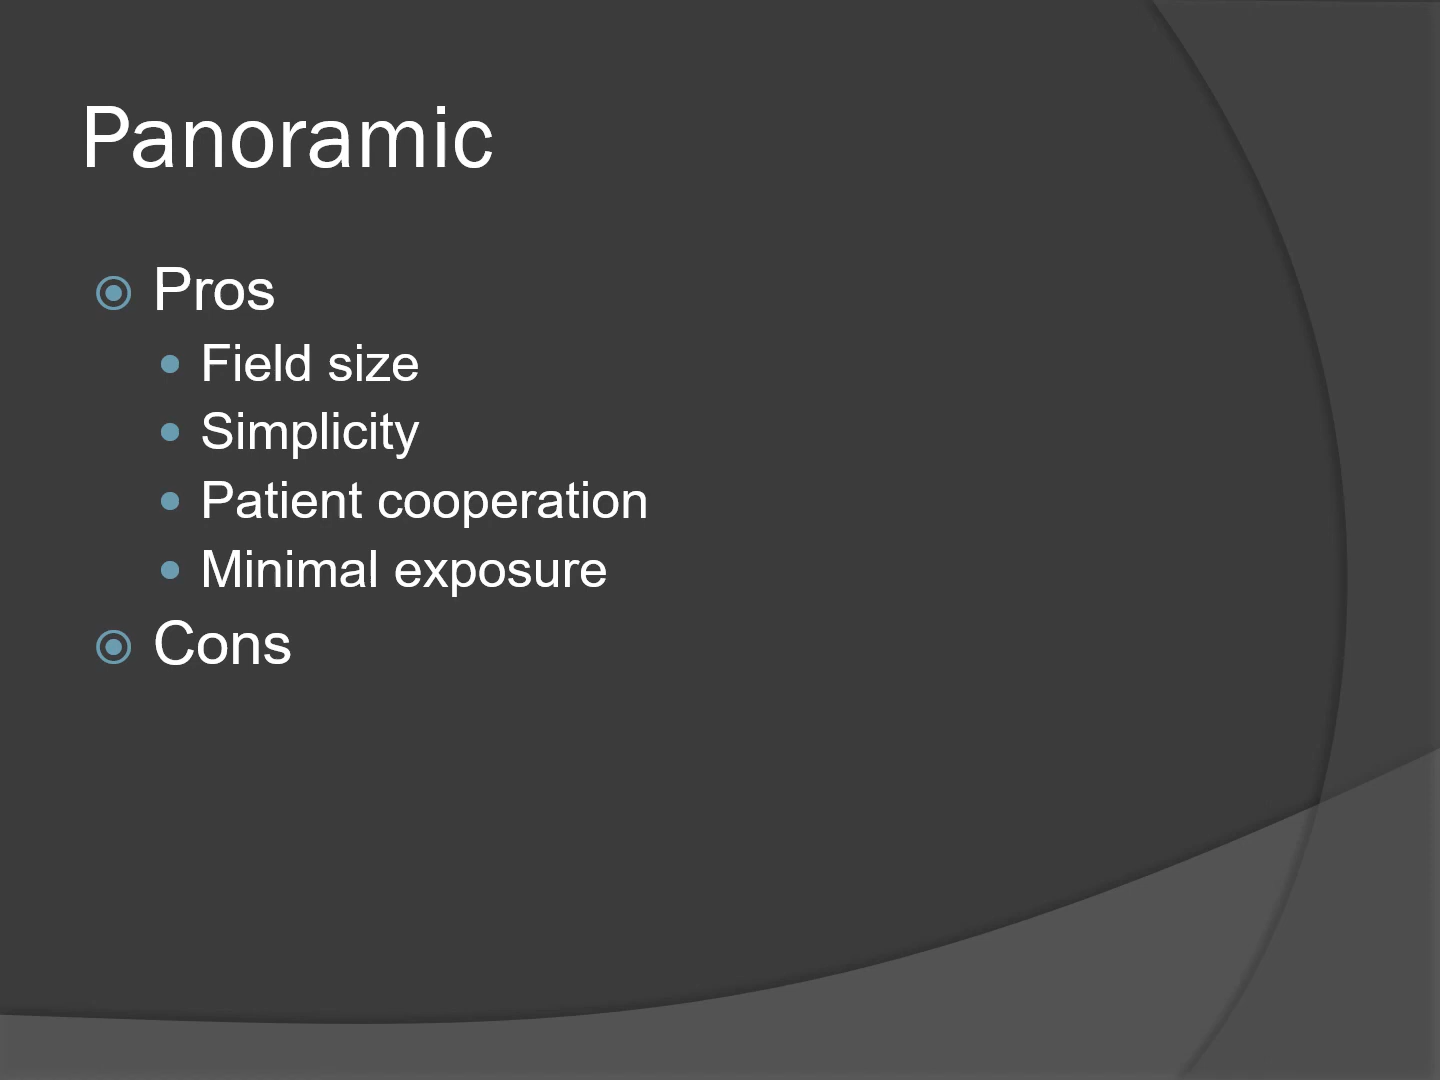 Panoramic
Pros
Field size
Simplicity
Patient cooperation
Minimal exposure
Cons